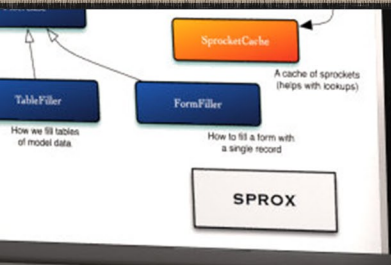 SprocketCache
A cache of sprockets
(helps with lookups)
TableFiller
FormFiller
How we fill tables
of model data
How to fill a form with
a single record
SPROX